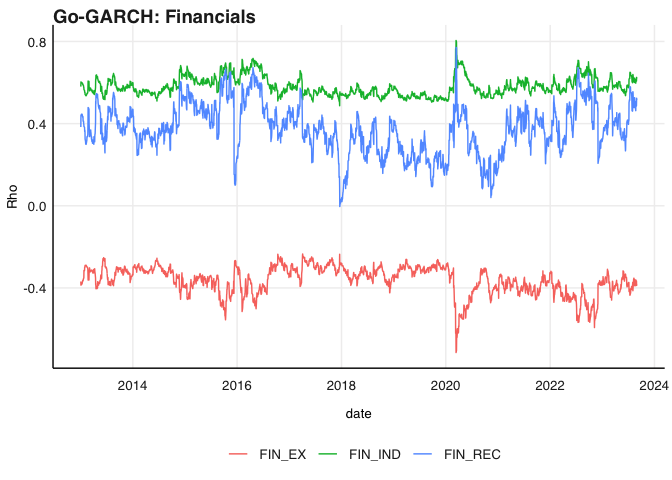 Go-GARCH: Financials
0.8
0.4
0.0
-0.4
Rho
2014 2016 2018 2020 2022 2024
date
FIN_EX FIN_IND FIN_REC